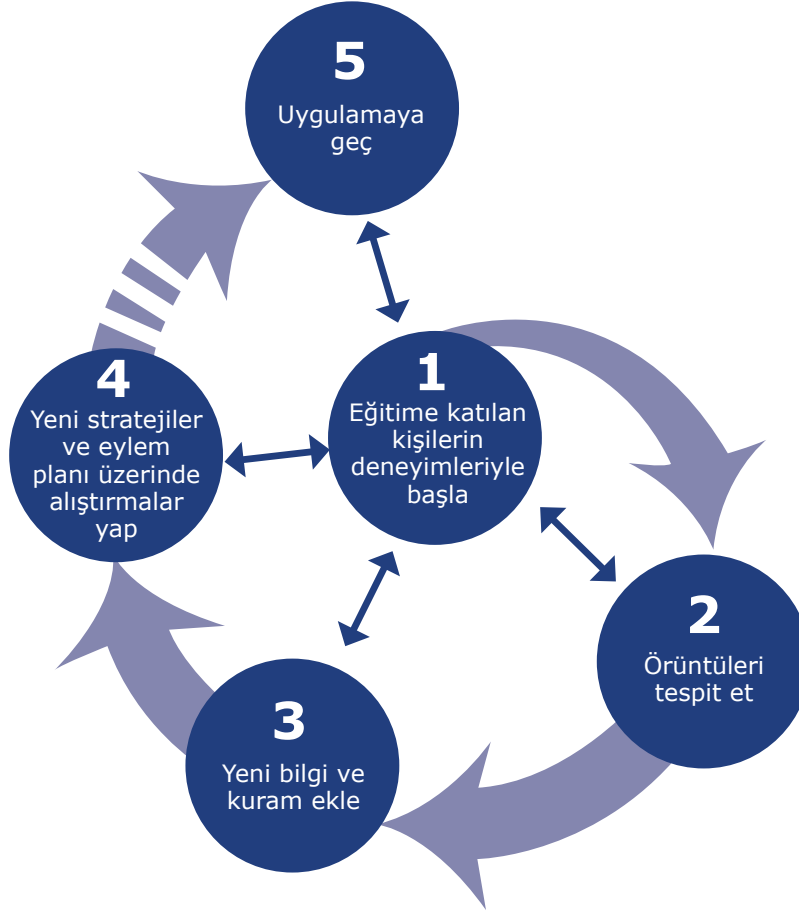 5
Uygulamaya
geç
1
Eğitime katılan
kişilerin
deneyimleriyle
başla
2
Örüntüleri
tespit et
3
Yeni bilgi ve
kuram ekle
4
Yeni stratejiler
ve eylem
planı üzerinde
alıştırmalar
yap